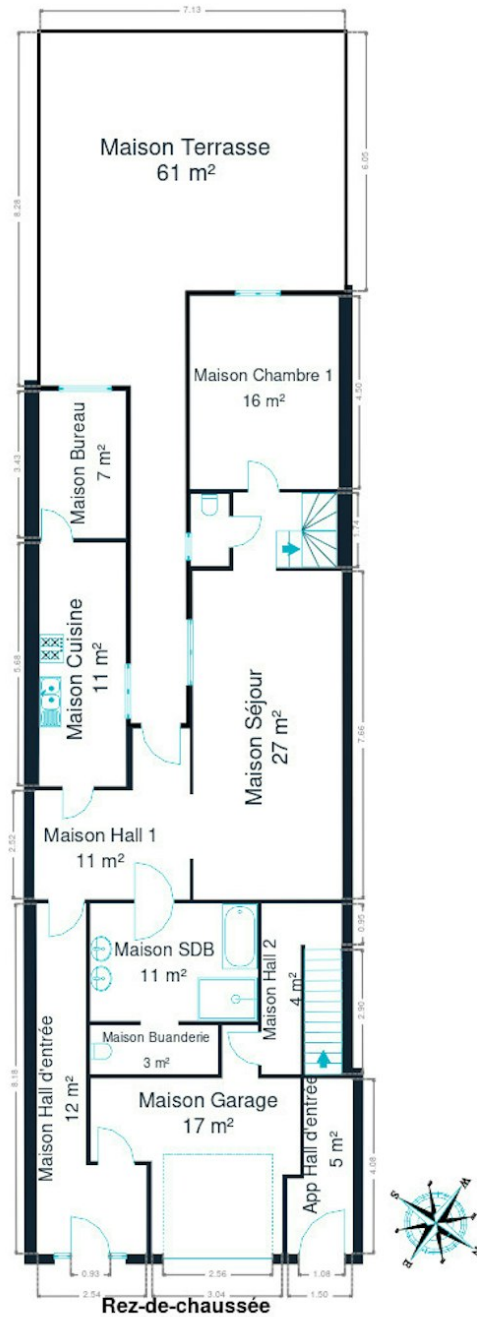 7.13
Maison Terrasse
61 m²
8.28
6.05
Maison Chambre 1
16 m²
4.50
Maison Bureau
7 m²
3.43
1.74
Maison Cuisine
11 m²
5.68
Maison Séjour
27 m²
7.66
Maison Hall 1
11 m²
2.52
Maison SDB
11 m²
Maison Hall 2
4 m²
0.95
2.90
Maison Buanderie
3 m²
Maison Hall d'entrée
12 m²
8.18
Maison Garage
17 m²
App Hall d'entrée
5 m²
4.08
S
W
E
0.93
2.56
1.08
2.54
3.04
1.50
Rez-de-chaussée